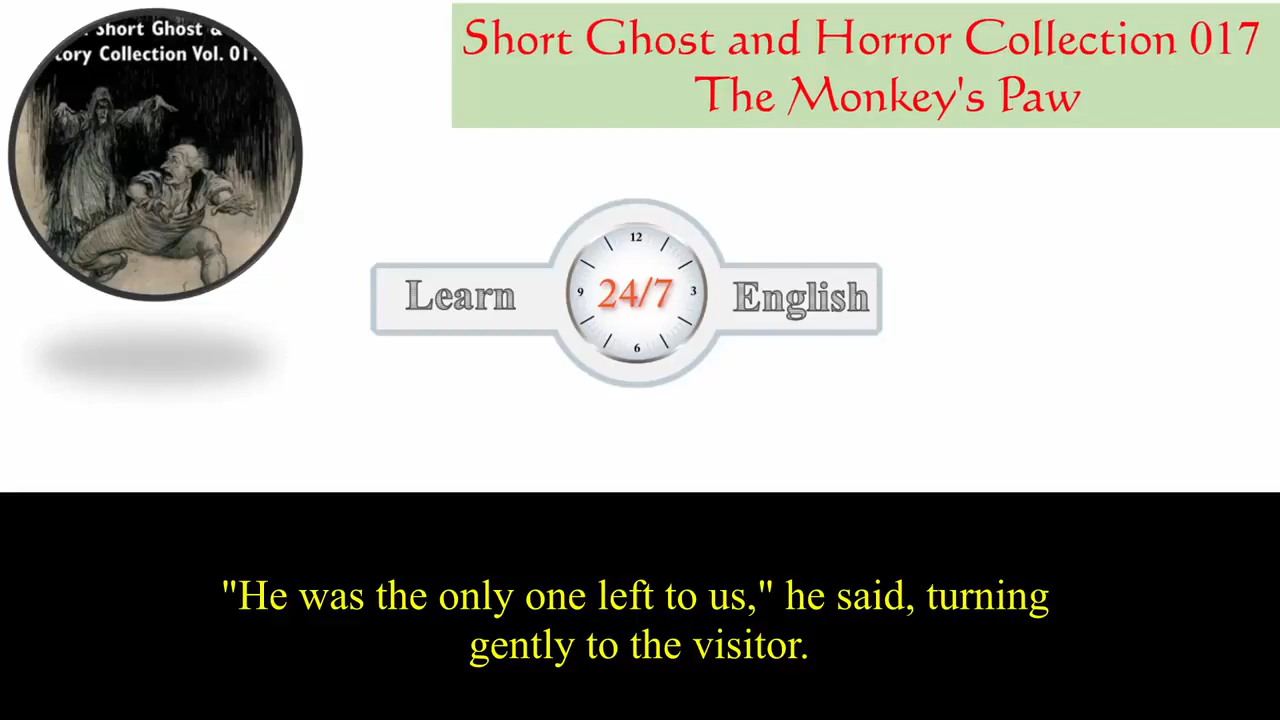 Short Ghost &
tory Collection Vol. 01
Short Ghost and Horror Collection 017
The Monkey's Paw
Learn
24/7
English
12
9
3
6
"He was the only one left to us," he said, turning
gently to the visitor.